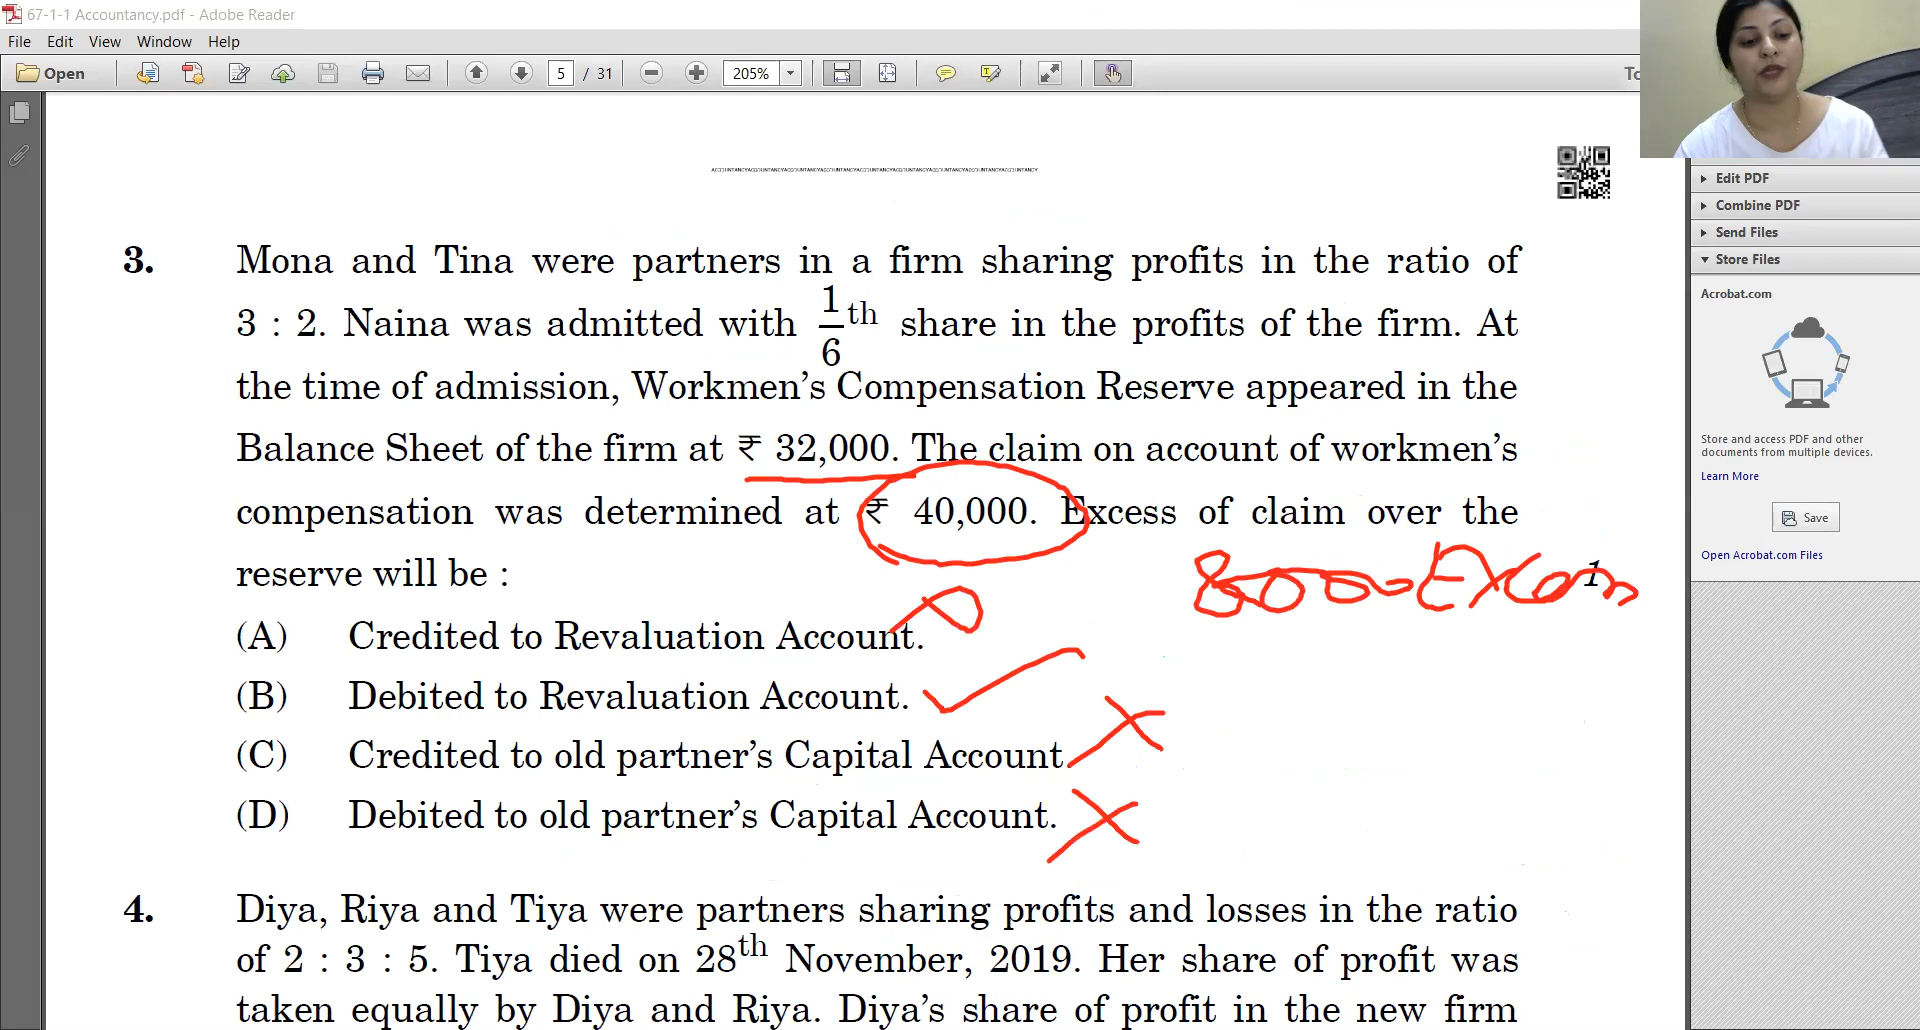 67-1-1 Accountancy.pdf - Adobe Reader
File Edit View Window Help
Open 5 / 31 205%
3. Mona and Tina were partners in a firm sharing profits in the ratio of
3 : 2. Naina was admitted with 1/6 th share in the profits of the firm. At
the time of admission, Workmen’s Compensation Reserve appeared in the
Balance Sheet of the firm at ₹ 32,000. The claim on account of workmen’s
compensation was determined at ₹ 40,000. Excess of claim over the
reserve will be : 1
8000
(A) Credited to Revaluation Account.
(B) Debited to Revaluation Account.
(C) Credited to old partner’s Capital Account
(D) Debited to old partner’s Capital Account.
4. Diya, Riya and Tiya were partners sharing profits and losses in the ratio
of 2 : 3 : 5. Tiya died on 28th November, 2019. Her share of profit was
taken equally by Diya and Riya. Diya’s share of profit in the new firm
Edit PDF
Combine PDF
Send Files
Store Files
Acrobat.com
Store and access PDF and other
documents from multiple devices.
Learn More
Save
Open Acrobat.com Files